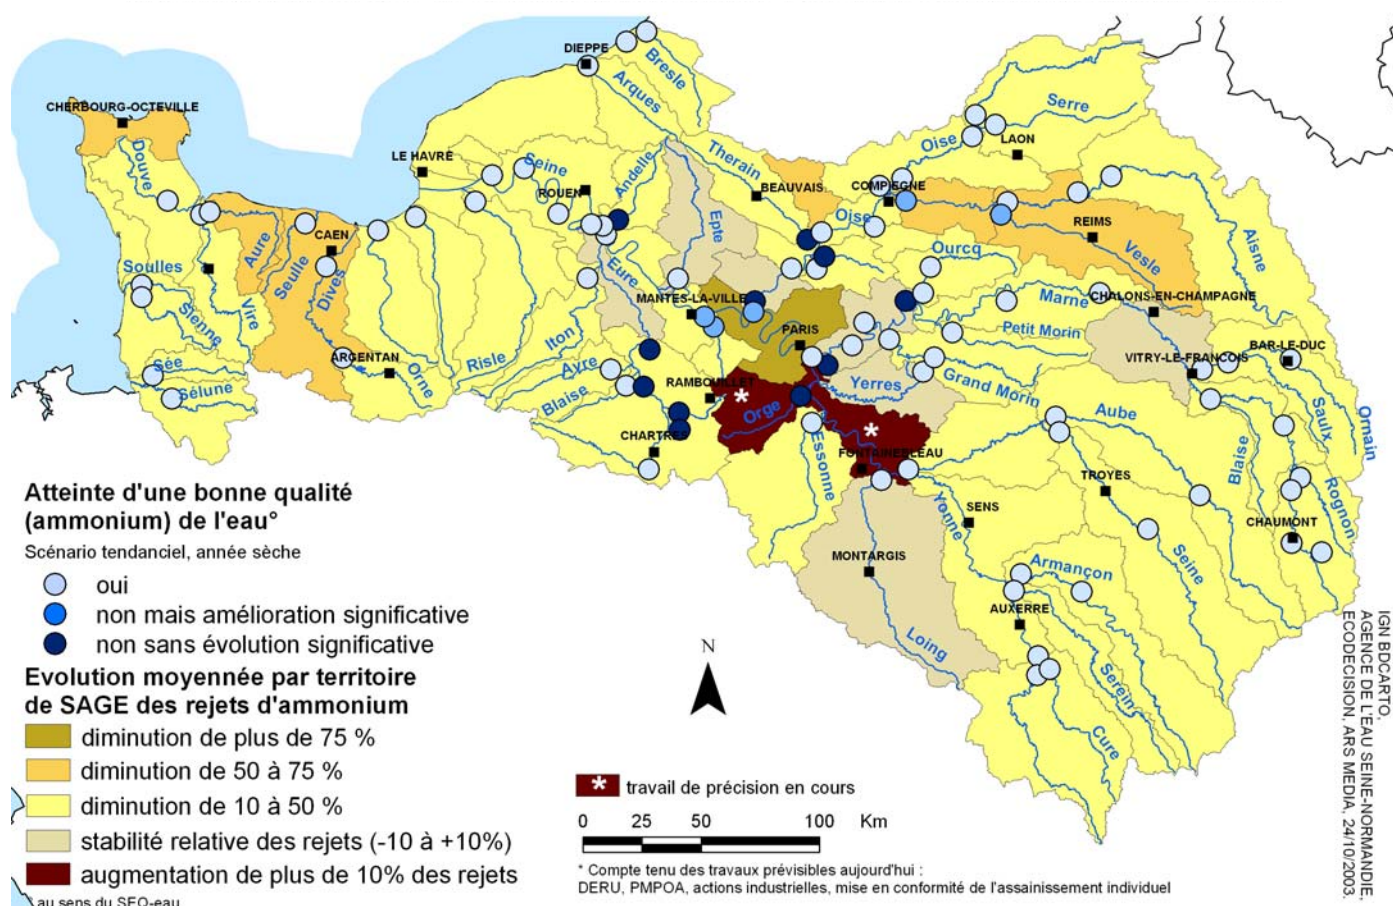 DIEPPE
Bresle
Arques
CHERBOURG-OCTEVILLE
Serre
Douve
Oise
LAON
LE HAVRE
Seine
Andelle
Therain
ROUEN
BEAUVAIS
COMPIEGNE
Epte
Oise
REIMS
Aure
Seulle
CAEN
Dives
Ourcq
Vesle
Aisne
Soulles
Eure
Sienne
Vire
MANTES-LA-VILLE
Marne
CHALONS-EN-CHAMPAGNE
PARIS
Petit Morin
Iton
Risle
Orne
ARGENTAN
VITRY-LE-FRANCOIS
BAR-LE-DUC
Sée
Avre
Sélune
Blaise
RAMBOUILLET
*
Yerres
Grand Morin
Orge
Aube
Saulx
Ornain
CHARTRES
Essonne
*
FONTAINEBLEAU
Blaise
TROYES
Rognon
Yonne
SENS
CHAUMONT
Seine
MONTARGIS
Armançon
AUXERRE
Loing
Serein
Cure
Atteinte d'une bonne qualité
(ammonium) de l'eau°
Scénario tendanciel, année sèche
oui
non mais amélioration significative
non sans évolution significative
Evolution moyennée par territoire
de SAGE des rejets d'ammonium
diminution de plus de 75 %
diminution de 50 à 75 %
diminution de 10 à 50 %
stabilité relative des rejets (-10 à +10%)
augmentation de plus de 10% des rejets
° au sens du SEQ-eau
N
* travail de précision en cours
0 25 50 100 Km
* Compte tenu des travaux prévisibles aujourd'hui :
DERU, PMPOA, actions industrielles, mise en conformité de l'assainissement individuel
IGN BDCARTO,
AGENCE DE L'EAU SEINE-NORMANDIE,
ECODECISION, ARS MEDIA, 24/10/2003.